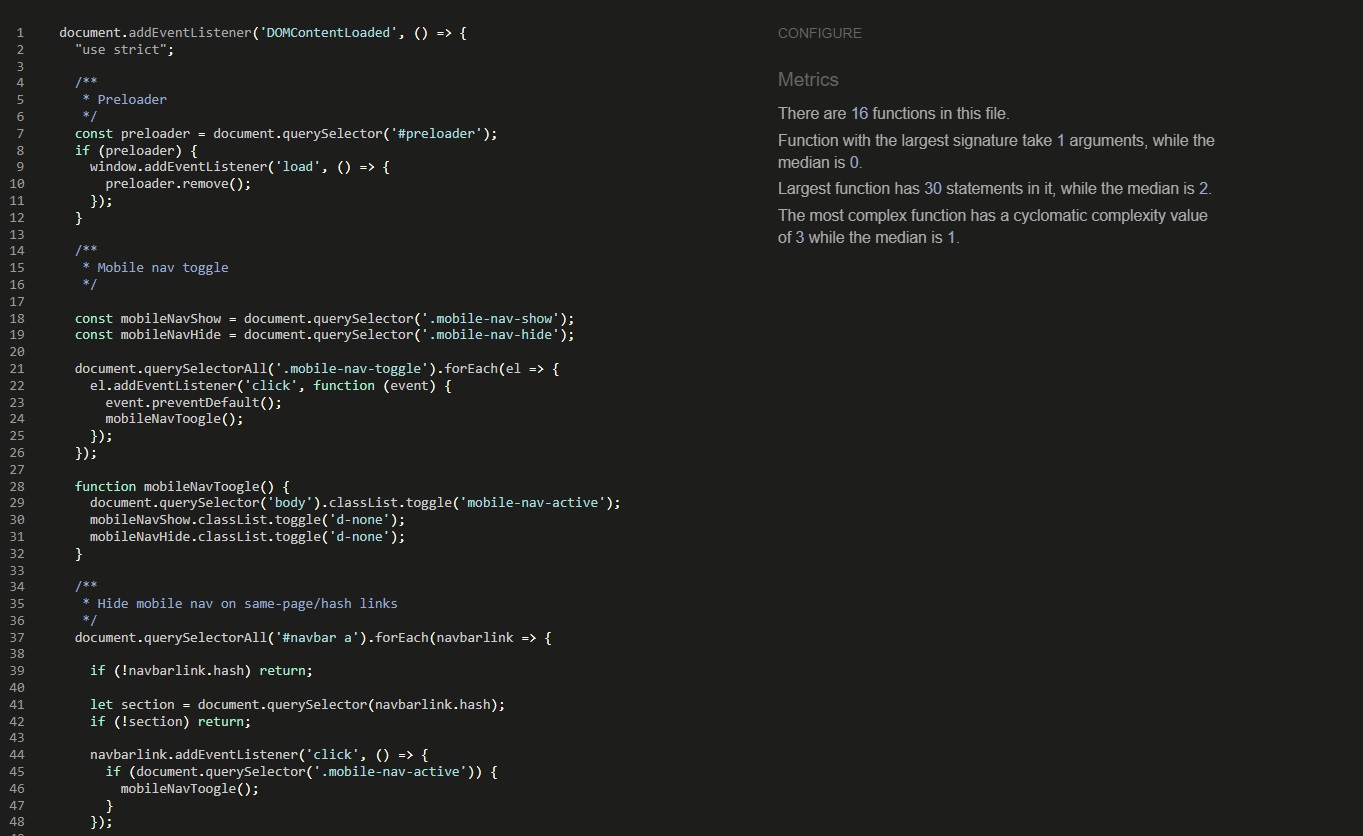 1 document.addEventListener('DOMContentLoaded', () => {
2 "use strict";
3
4 /**
5 * Preloader
6 */
7 const preloader = document.querySelector('#preloader');
8 if (preloader) {
9 window.addEventListener('load', () => {
10 preloader.remove();
11 });
12 }
13
14 /**
15 * Mobile nav toggle
16 */
17
18 const mobileNavShow = document.querySelector('.mobile-nav-show');
19 const mobileNavHide = document.querySelector('.mobile-nav-hide');
20
21 document.querySelectorAll('.mobile-nav-toggle').forEach(el => {
22 el.addEventListener('click', function (event) {
23 event.preventDefault();
24 mobileNavToogle();
25 });
26 });
27
28 function mobileNavToogle() {
29 document.querySelector('body').classList.toggle('mobile-nav-active');
30 mobileNavShow.classList.toggle('d-none');
31 mobileNavHide.classList.toggle('d-none');
32 }
33
34 /**
35 * Hide mobile nav on same-page/hash links
36 */
37 document.querySelectorAll('#navbar a').forEach(navbarlink => {
38
39 if (!navbarlink.hash) return;
40
41 let section = document.querySelector(navbarlink.hash);
42 if (!section) return;
43
44 navbarlink.addEventListener('click', () => {
45 if (document.querySelector('.mobile-nav-active')) {
46 mobileNavToogle();
47 }
48 });
CONFIGURE
Metrics
There are 16 functions in this file.
Function with the largest signature take 1 arguments, while the
median is 0.
Largest function has 30 statements in it, while the median is 2.
The most complex function has a cyclomatic complexity value
of 3 while the median is 1.